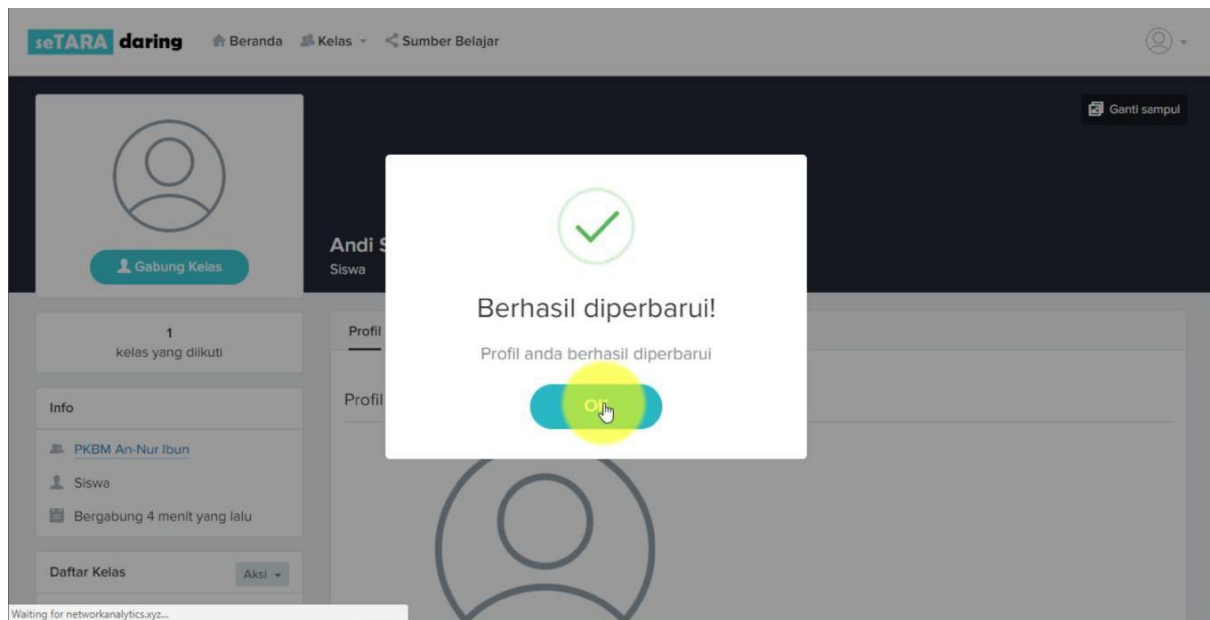 seTARA daring Beranda Kelas Sumber Belajar
Ganti sampul
Gabung Kelas
Andi S
Siswa
1
kelas yang diikuti
Info
PKBM An-Nur Ibun
Siswa
Bergabung 4 menit yang lalu
Daftar Kelas Aksi
Profil
Profil
Berhasil diperbarui!
Profil anda berhasil diperbarui
OK
Waiting for networkanalytics.xyz...